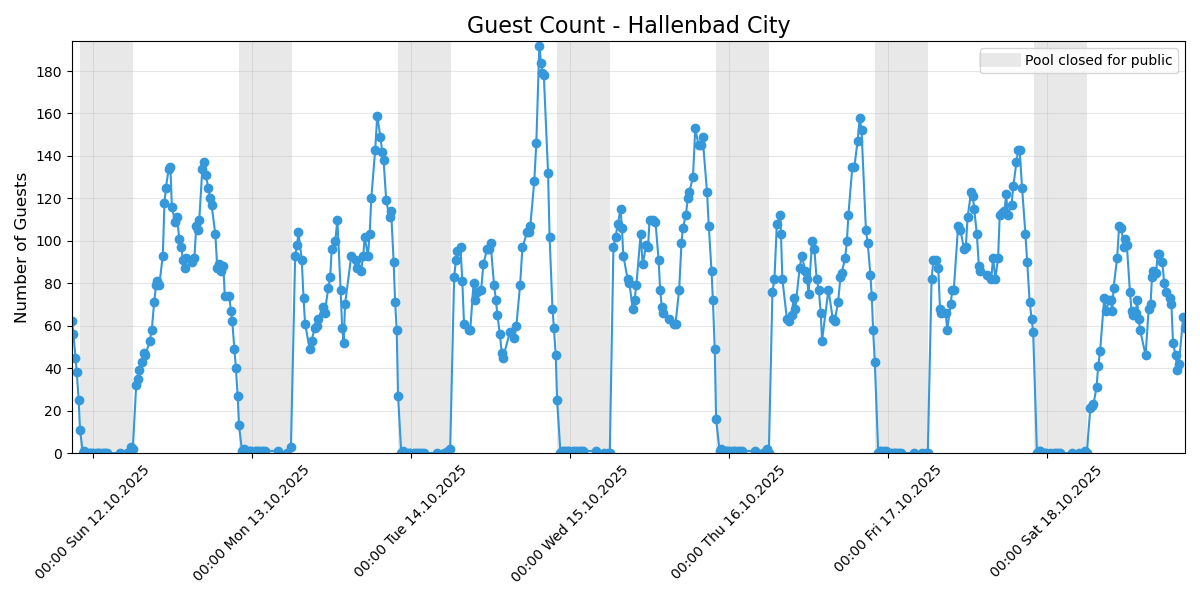 Guest Count - Hallenbad City
Pool closed for public
Number of Guests
180
160
140
120
100
80
60
40
20
0
00:00 Sun 12.10.2025
00:00 Mon 13.10.2025
00:00 Tue 14.10.2025
00:00 Wed 15.10.2025
00:00 Thu 16.10.2025
00:00 Fri 17.10.2025
00:00 Sat 18.10.2025